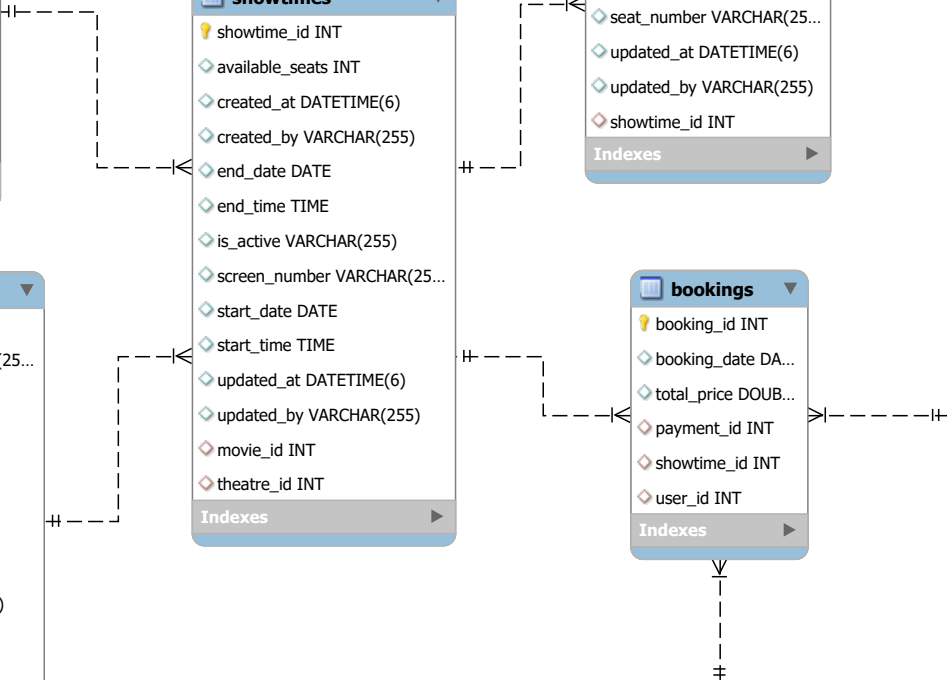 showtimes
showtime_id INT
available_seats INT
created_at DATETIME(6)
created_by VARCHAR(255)
end_date DATE
end_time TIME
is_active VARCHAR(255)
screen_number VARCHAR(25...
start_date DATE
start_time TIME
updated_at DATETIME(6)
updated_by VARCHAR(255)
movie_id INT
theatre_id INT
Indexes
seat_number VARCHAR(25...
updated_at DATETIME(6)
updated_by VARCHAR(255)
showtime_id INT
Indexes
(25...
)
bookings
booking_id INT
booking_date DA...
total_price DOUB...
payment_id INT
showtime_id INT
user_id INT
Indexes